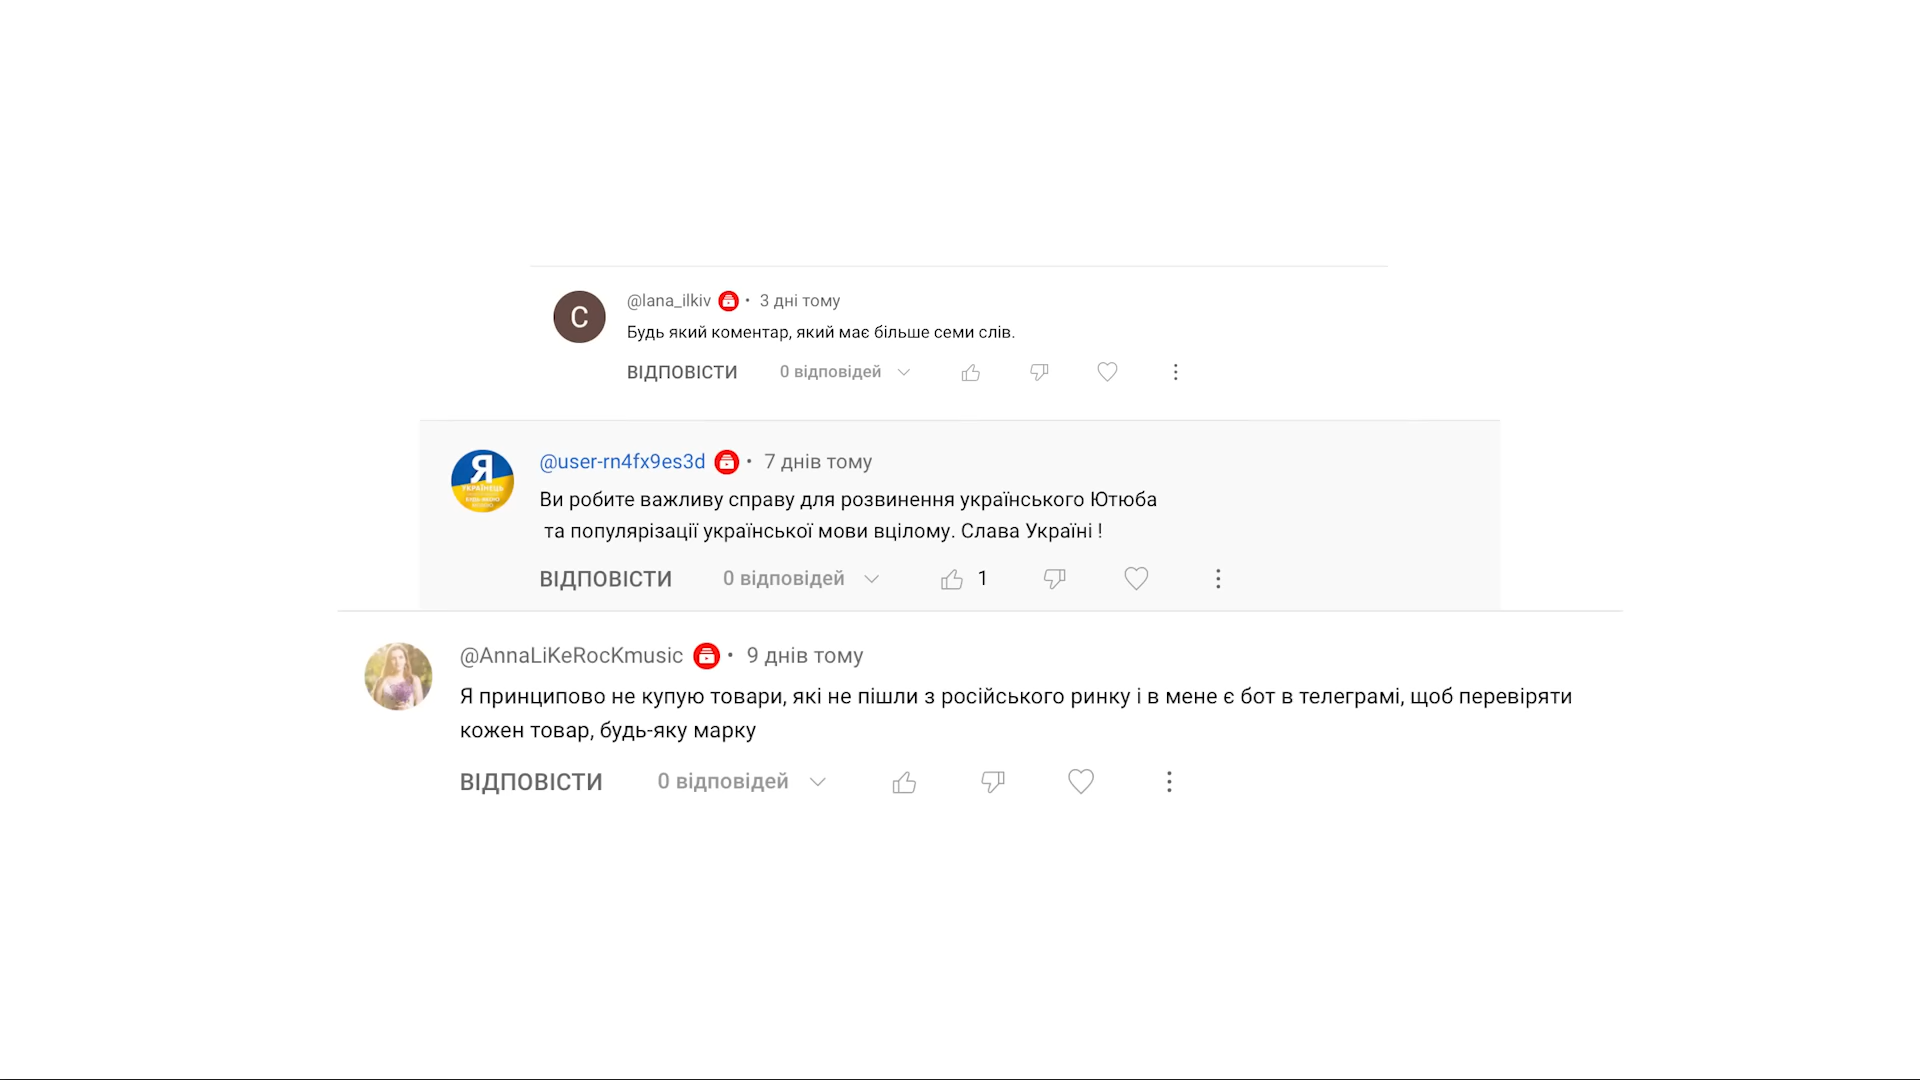 С
@lana_ilkiv • 3 дні тому
Будь який коментар, який має більше семи слів.
ВІДПОВІСТИ 0 відповідей
Я
УКРАЇНЕЦЬ
@user-rn4fx9es3d • 7 днів тому
Ви робите важливу справу для розвинення українського Ютюба
та популярізації української мови вцілому. Слава Україні !
ВІДПОВІСТИ 0 відповідей 1
@AnnaLiKeRocKmusic • 9 днів тому
Я принципово не купую товари, які не пішли з російського ринку і в мене є бот в телеграмі, щоб перевіряти
кожен товар, будь-яку марку
ВІДПОВІСТИ 0 відповідей